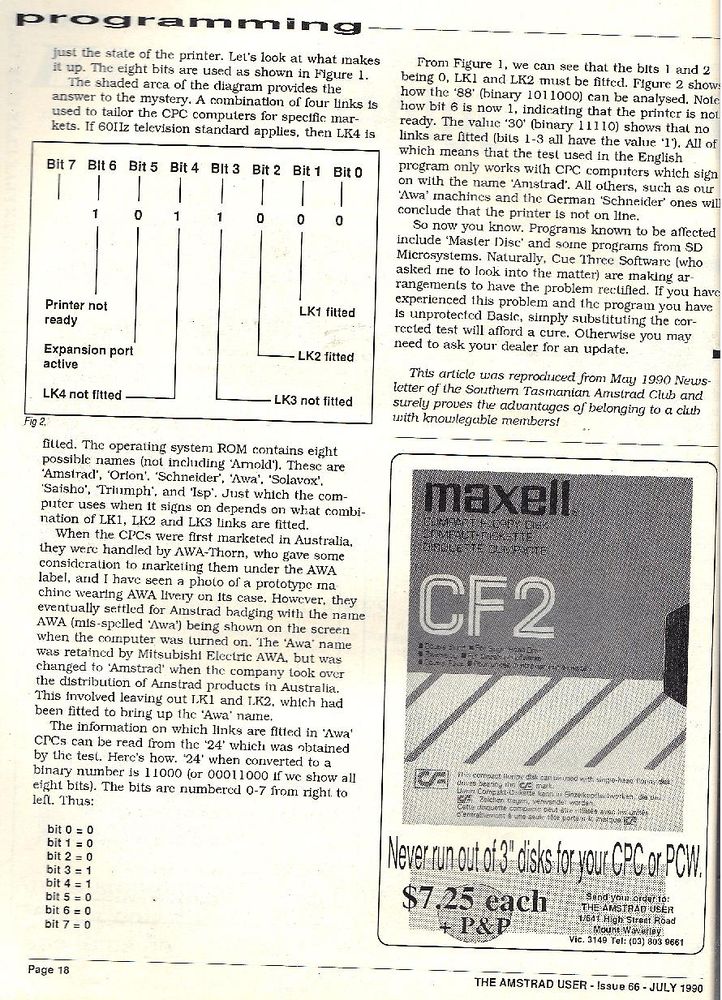 programming
just the state of the printer. Let's look at what makes
it up. The eight bits are used as shown in Figure 1.
The shaded area of the diagram provides the
answer to the mystery. A combination of four links is
used to tailor the CPC computers for specific mar-
kets. If 60Hz television standard applies, then LK4 is
Bit 7 Bit 6 Bit 5 Bit 4 Bit 3 Bit 2 Bit 1 Bit 0
1 0 1 1 0 0 0
Printer not
ready
LK1 fitted
Expansion port
active
LK2 fitted
LK4 not fitted
LK3 not fitted
Fig 2.
fitted. The operating system ROM contains eight
possible names (not including 'Arnold'). These are
'Amstrad', 'Orion', 'Schneider', 'Awa', 'Solavox',
'Saisho', 'Triumph', and 'Isp'. Just which the com-
puter uses when it signs on depends on what combi-
nation of LK1, LK2 and LK3 links are fitted.
When the CPCs were first marketed in Australia,
they were handled by AWA-Thorn, who gave some
consideration to marketing them under the AWA
label, and I have seen a photo of a prototype ma
chine wearing AWA livery on its case. However, they
eventually settled for Amstrad badging with the name
AWA (mis-spelled 'Awa') being shown on the screen
when the computer was turned on. The 'Awa' name
was retained by Mitsubishi Electric AWA, but was
changed to 'Amstrad' when the company took over
the distribution of Amstrad products in Australia.
This involved leaving out LK1 and LK2, which had
been fitted to bring up the 'Awa' name.
The information on which links are fitted in 'Awa'
CPCs can be read from the '24' which was obtained
by the test. Here's how. '24' when converted to a
binary number is 11000 (or 00011000 if we show all
eight bits). The bits are numbered 0-7 from right to
left. Thus:
bit 0 = 0
bit 1 = 0
bit 2 = 0
bit 3 = 1
bit 4 = 1
bit 5 = 0
bit 6 = 0
bit 7 = 0
From Figure 1, we can see that the bits 1 and 2
being 0, LK1 and LK2 must be fitted. Figure 2 shows
how the '88' (binary 1011000) can be analysed. Note
how bit 6 is now 1, indicating that the printer is not
ready. The value '30' (binary 11110) shows that no
links are fitted (bits 1-3 all have the value '1'). All of
which means that the test used in the English
program only works with CPC computers which sign
on with the name 'Amstrad'. All others, such as our
'Awa' machines and the German 'Schneider' ones will
conclude that the printer is not on line.
So now you know. Programs known to be affected
include 'Master Disc' and some programs from SD
Microsystems. Naturally, Cue Three Software (who
asked me to look into the matter) are making ar-
rangements to have the problem rectified. If you have
experienced this problem and the program you have
is unprotected Basic, simply substituting the cor-
rected test will afford a cure. Otherwise you may
need to ask your dealer for an update.
This article was reproduced from May 1990 News-
letter of the Southern Tasmanian Amstrad Club and
surely proves the advantages of belonging to a club
with knowlegable members!
maxell
COMPACT FLOPPY DISK
COMPACT-DISKETTE
DISQUETTE COMPACTE
CF2
This compact floppy disk can be used with single-head floppy disk
drives bearing the CF mark.
Never run out of 3" disks for your CPC or PCW.
$7.25 each
+ P&P
Send your order to:
THE AMSTRAD USER
1/641 High Street Road
Mount Waverley
Vic. 3149 Tel: (03) 803 9661
Page 18
THE AMSTRAD USER - Issue 66 - JULY 1990